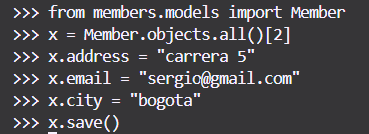 >>> from members.models import Member
>>> x = Member.objects.all()[2]
>>> x.address = "carrera 5"
>>> x.email = "sergio@gmail.com"
>>> x.city = "bogota"
>>> x.save()